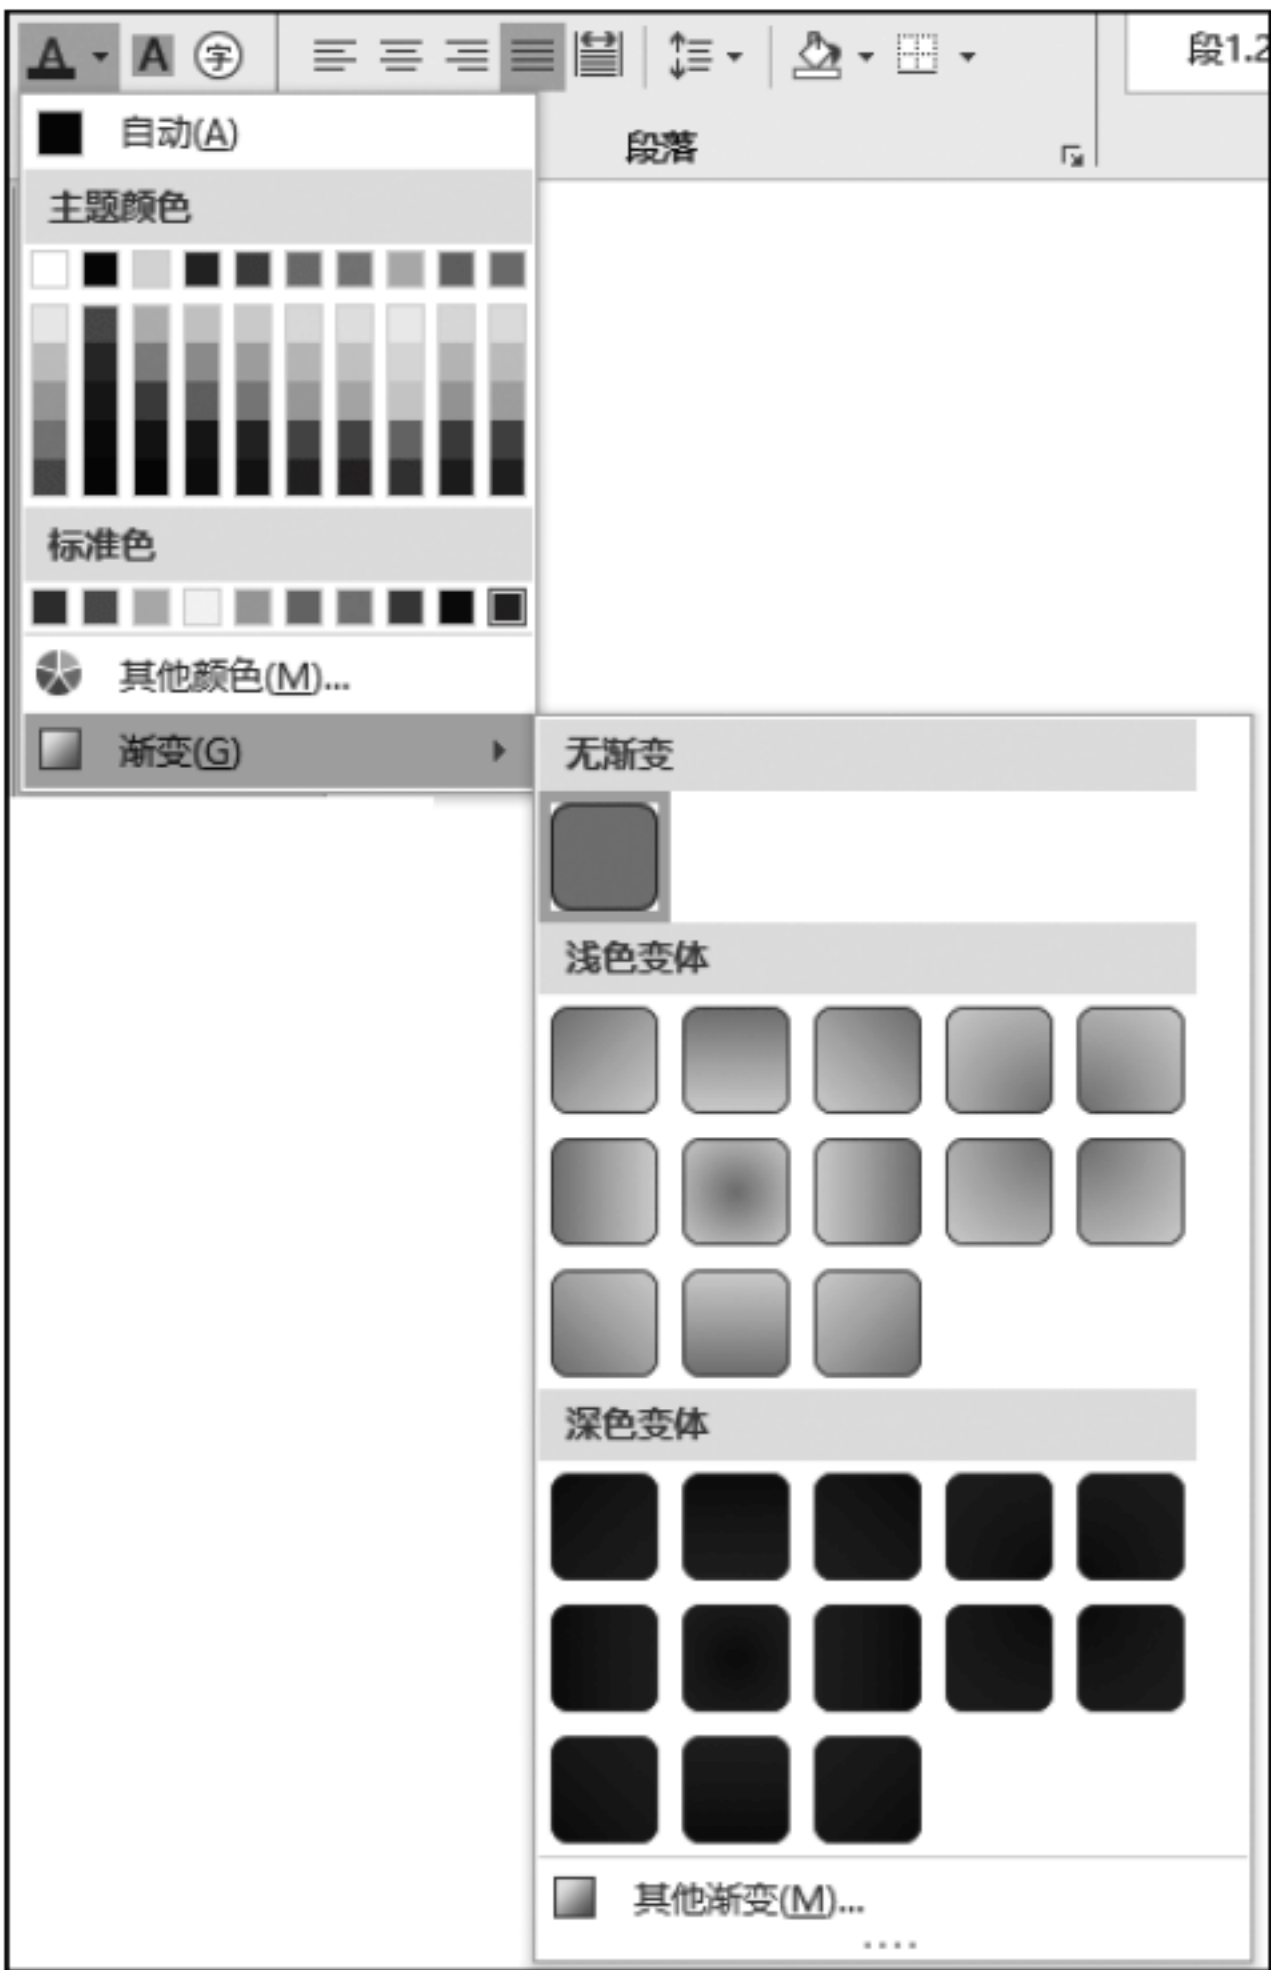 A A 字
段1.2
自动(A)
段落
主题颜色
标准色
其他颜色(M)...
渐变(G)
无渐变
浅色变体
深色变体
其他渐变(M)...